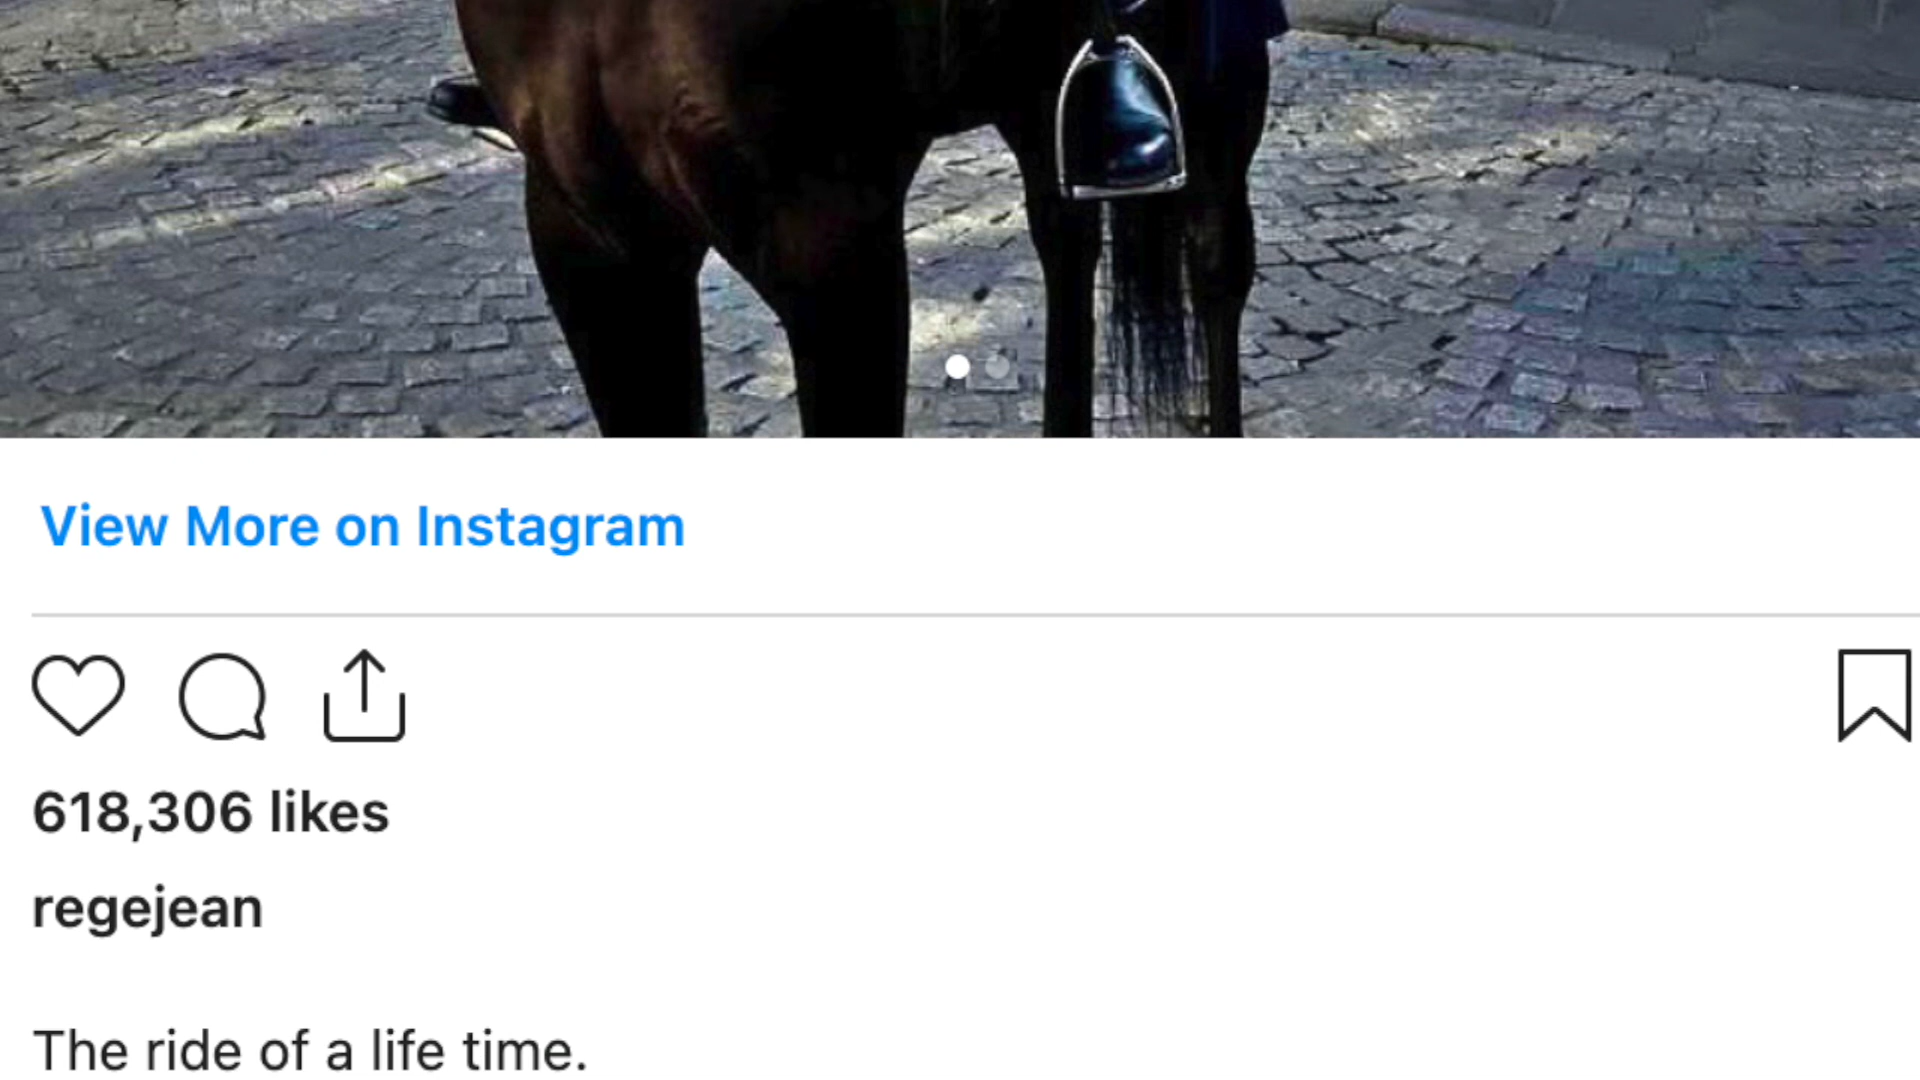 View More on Instagram
618,306 likes
regejean
The ride of a life time.